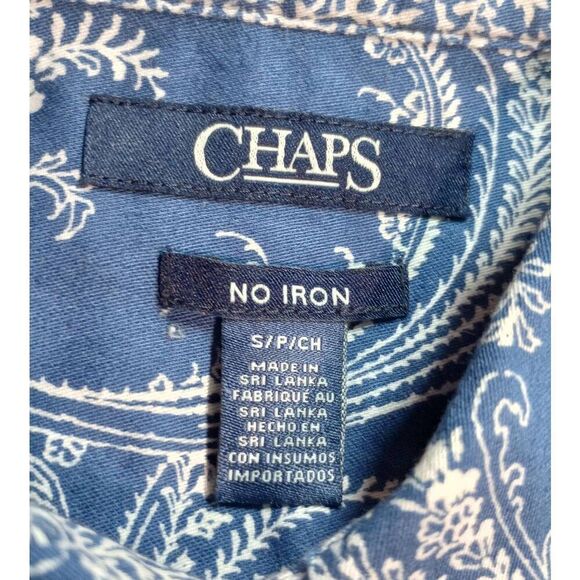 CHAPS
NO IRON
S/P/CH
MADE IN
SRI LANKA
FABRIQUÉ AU
SRI LANKA
HECHO EN
SRI LANKA
CON INSUMOS
IMPORTADOS